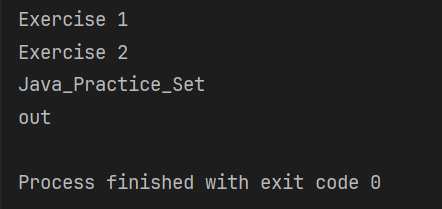 Exercise 1
Exercise 2
Java_Practice_Set
out
Process finished with exit code 0